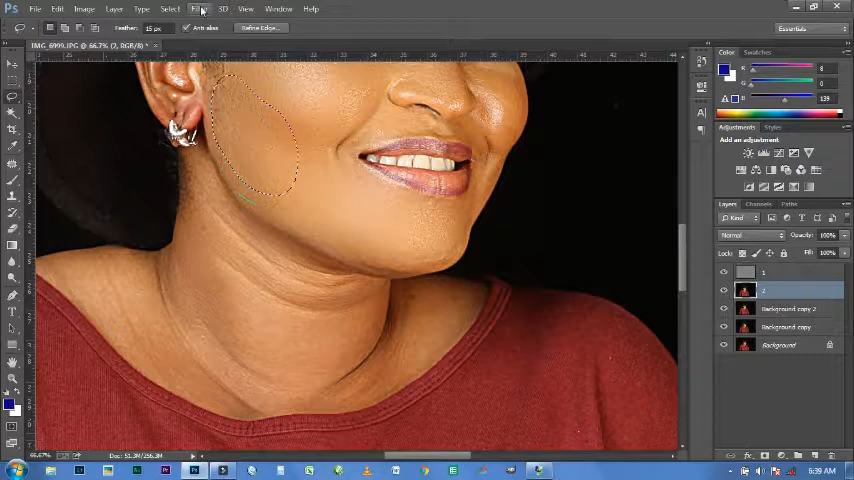 Ps File Edit Image Layer Type Select Filter 3D View Window Help
Feather: 15 px Anti-alias Refine Edge... Essentials
IMG_6999.JPG @ 66.7% (2, RGB/8) *
Color Swatches
R 8
G 0
B 139
Adjustments Styles
Add an adjustment
Layers Channels Paths
Kind
Normal Opacity: 100%
Lock: Fill: 100%
1
2
Background copy 2
Background copy
Background
66.67% Doc: 51.3M/256.3M
6:39 AM